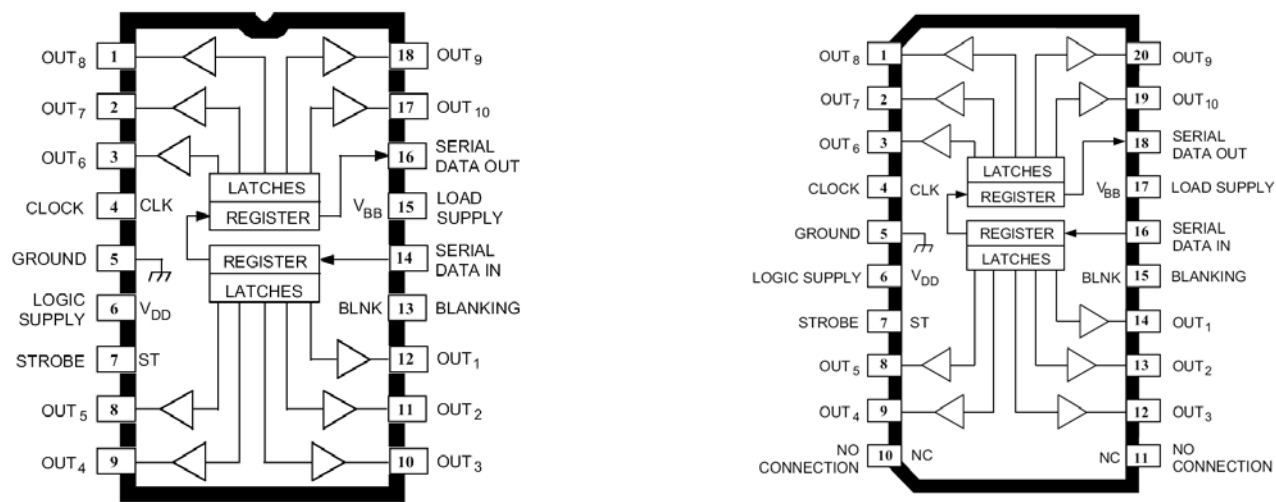 OUT8 1 18 OUT9
OUT7 2 17 OUT10
OUT6 3 16 SERIAL
DATA OUT
LATCHES
CLOCK 4 CLK REGISTER VBB 15 LOAD
SUPPLY
GROUND 5 REGISTER 14 SERIAL
DATA IN
LATCHES
LOGIC
SUPPLY 6 VDD BLNK 13 BLANKING
STROBE 7 ST 12 OUT1
OUT5 8 11 OUT2
OUT4 9 10 OUT3
OUT8 1 20 OUT9
OUT7 2 19 OUT10
OUT6 3 18 SERIAL
DATA OUT
LATCHES
CLOCK 4 CLK REGISTER VBB 17 LOAD SUPPLY
GROUND 5 REGISTER 16 SERIAL
DATA IN
LATCHES
LOGIC SUPPLY 6 VDD BLNK 15 BLANKING
STROBE 7 ST 14 OUT1
OUT5 8 13 OUT2
OUT4 9 12 OUT3
NO
CONNECTION 10 NC NC 11 NO
CONNECTION